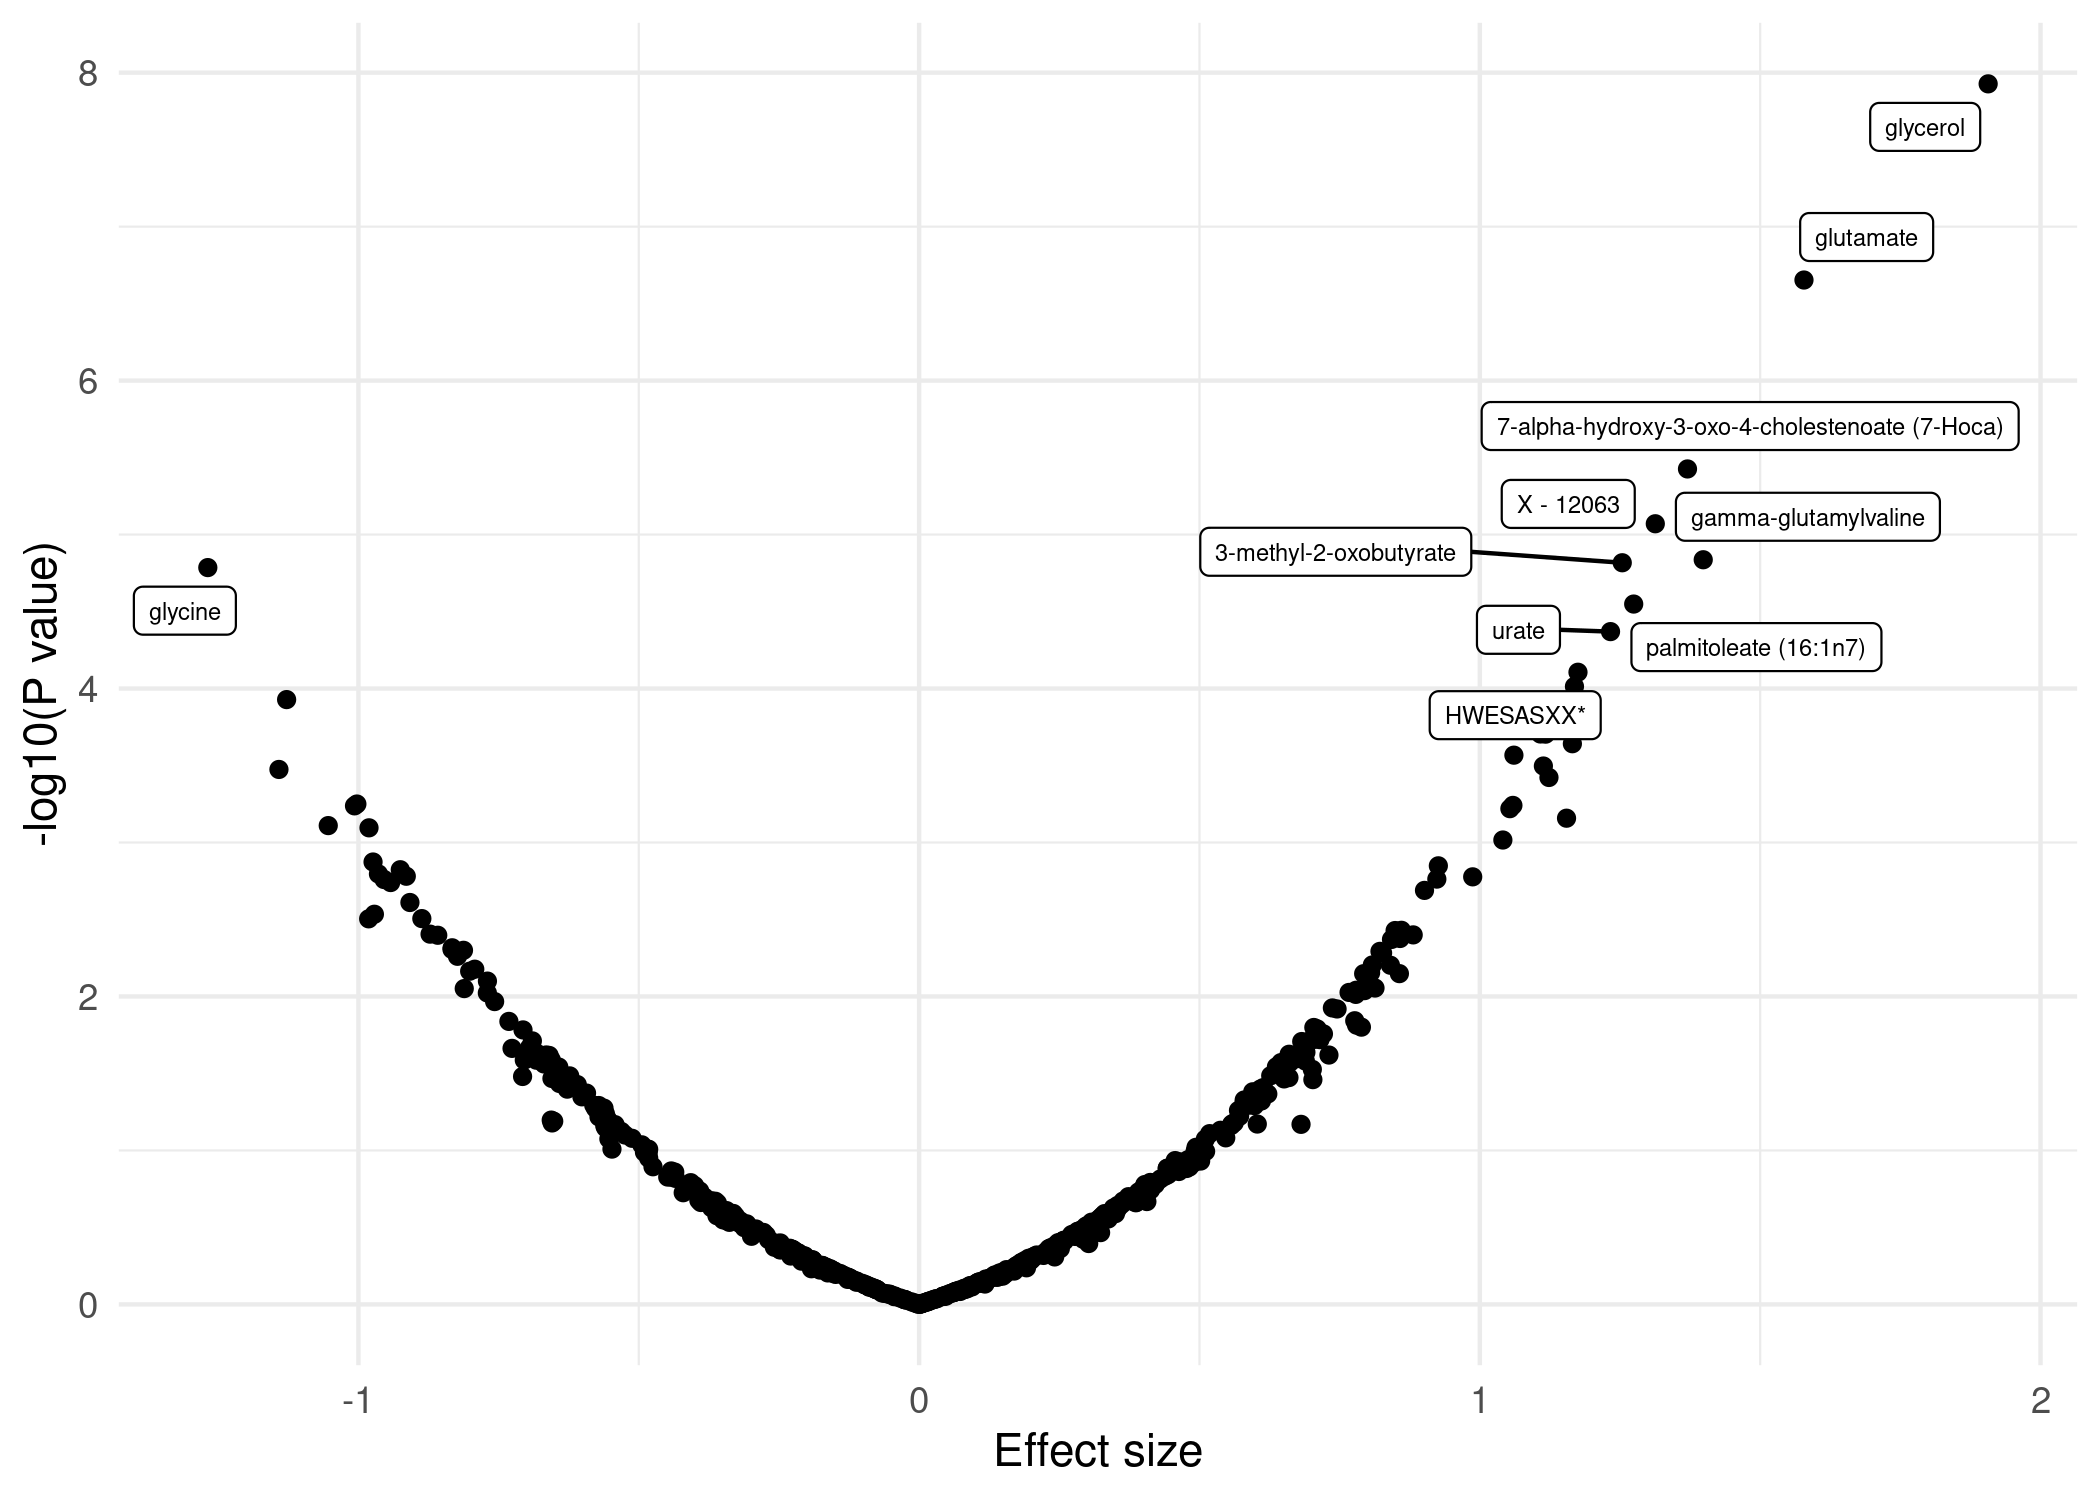 8
glycerol
glutamate
6
7-alpha-hydroxy-3-oxo-4-cholestenoate (7-Hoca)
X - 12063
gamma-glutamylvaline
3-methyl-2-oxobutyrate
glycine
urate
palmitoleate (16:1n7)
4
HWESASXX*
-log10(P value)
2
0
-1
0
1
2
Effect size